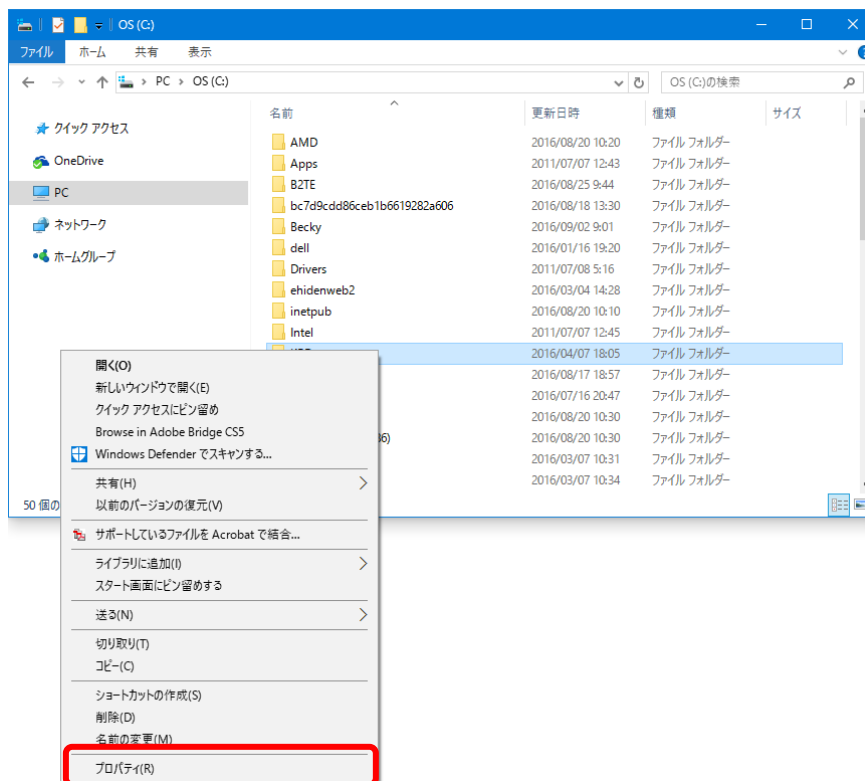 OS (C:)
ファイル ホーム 共有 表示
PC OS (C:) OS (C:)の検索
名前 更新日時 種類 サイズ
クイック アクセス
OneDrive
PC
ネットワーク
ホームグループ
AMD 2016/08/20 10:20 ファイル フォルダー
Apps 2011/07/07 12:43 ファイル フォルダー
B2TE 2016/08/25 9:44 ファイル フォルダー
bc7d9cdd86ceb1b6619282a606 2016/08/18 13:30 ファイル フォルダー
Becky 2016/09/02 9:01 ファイル フォルダー
dell 2016/01/16 19:20 ファイル フォルダー
Drivers 2011/07/08 5:16 ファイル フォルダー
ehidenweb2 2016/03/04 14:28 ファイル フォルダー
inetpub 2016/08/20 10:10 ファイル フォルダー
Intel 2011/07/07 12:45 ファイル フォルダー
2016/04/07 18:05 ファイル フォルダー
2016/08/17 18:57 ファイル フォルダー
2016/07/16 20:47 ファイル フォルダー
2016/08/20 10:30 ファイル フォルダー
86) 2016/08/20 10:30 ファイル フォルダー
2016/03/07 10:31 ファイル フォルダー
2016/03/07 10:34 ファイル フォルダー
50 個の
開く(O)
新しいウィンドウで開く(E)
クイック アクセスにピン留め
Browse in Adobe Bridge CS5
Windows Defender でスキャンする...
共有(H)
以前のバージョンの復元(V)
サポートしているファイルを Acrobat で結合...
ライブラリに追加(I)
スタート画面にピン留めする
送る(N)
切り取り(T)
コピー(C)
ショートカットの作成(S)
削除(D)
名前の変更(M)
プロパティ(R)